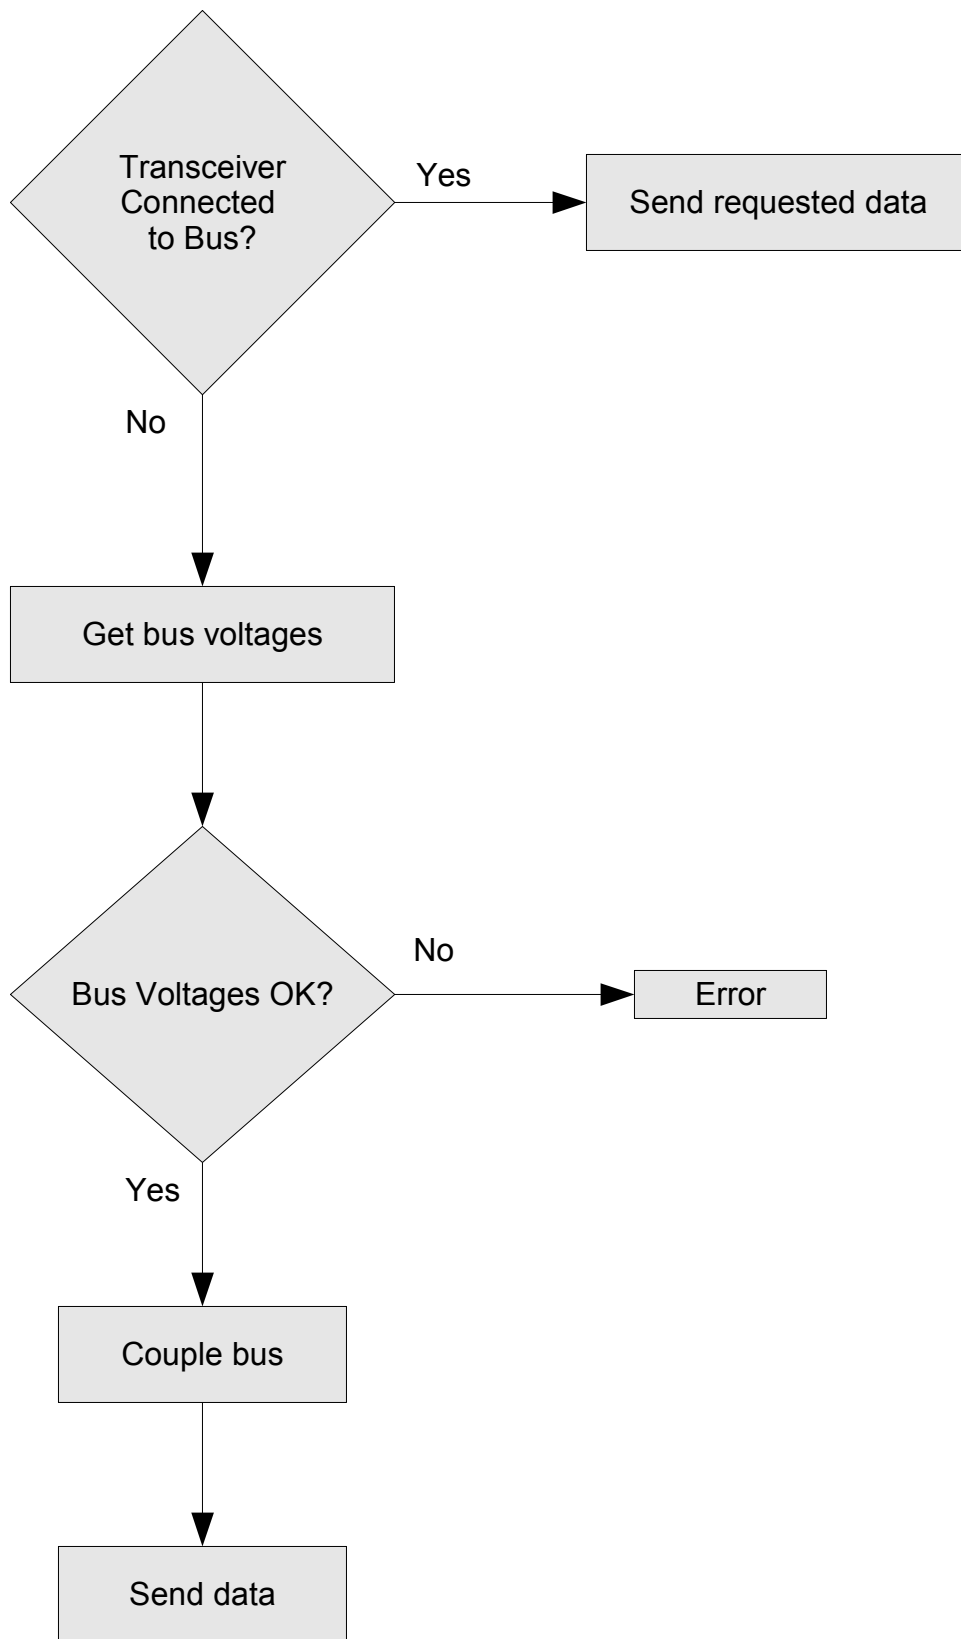 Transceiver
Connected
to Bus?
Yes
Send requested data
No
Get bus voltages
Bus Voltages OK?
No
Error
Yes
Couple bus
Send data